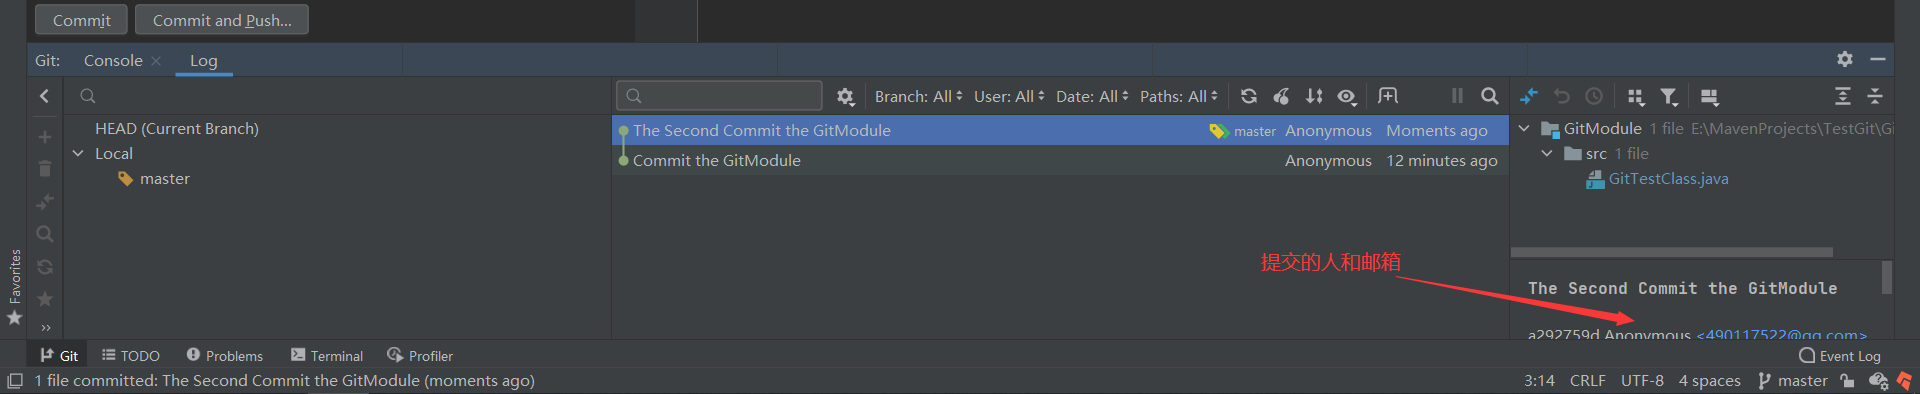 Commit Commit and Push...
Git: Console Log
Branch: All User: All Date: All Paths: All
HEAD (Current Branch)
Local
master
The Second Commit the GitModule master Anonymous Moments ago
Commit the GitModule Anonymous 12 minutes ago
GitModule 1 file E:\MavenProjects\TestGit\Gi
src 1 file
GitTestClass.java
提交的人和邮箱
The Second Commit the GitModule
a292759d Anonymous <490117522@qq.com>
Favorites
Git TODO Problems Terminal Profiler Event Log
1 file committed: The Second Commit the GitModule (moments ago) 3:14 CRLF UTF-8 4 spaces master